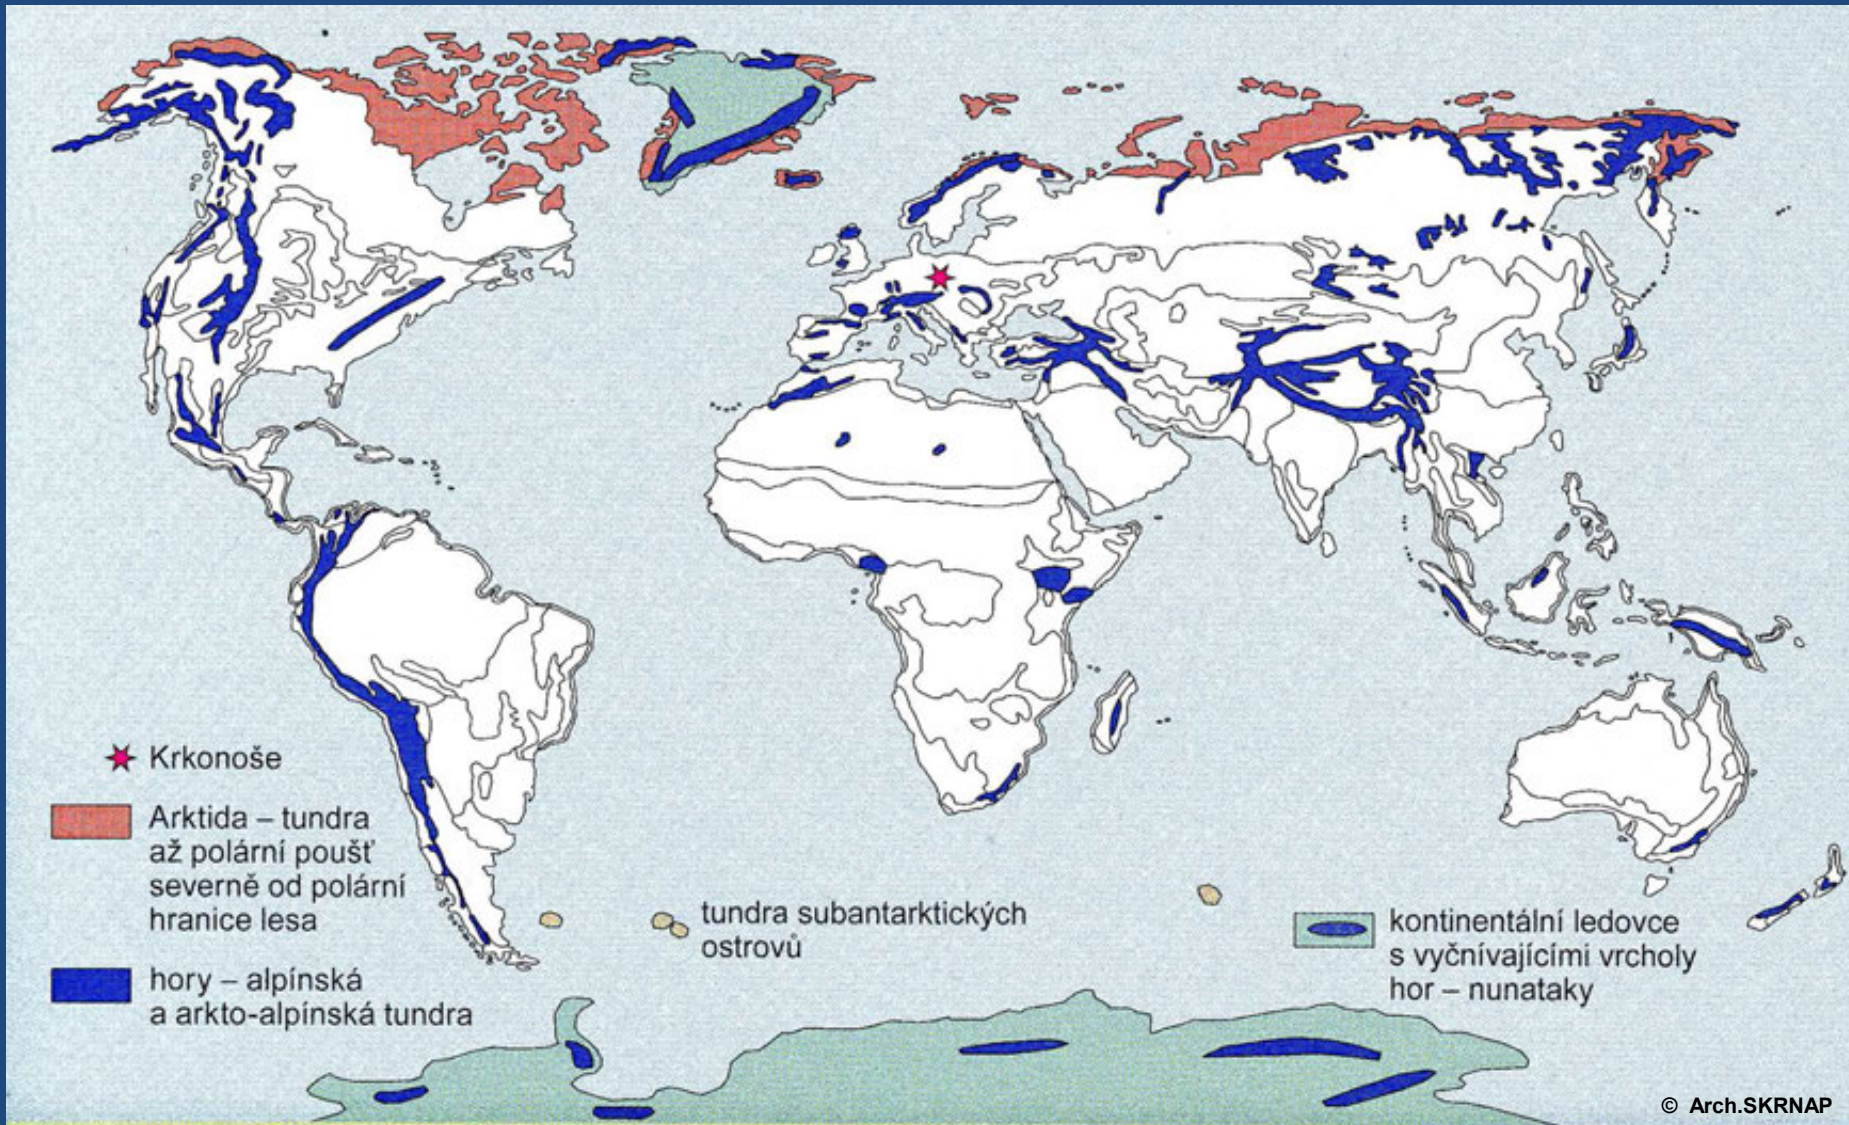 Krkonoše
Arktida – tundra
až polární poušť
severně od polární
hranice lesa
hory – alpínská
a arkto-alpínská tundra
tundra subantarktických
ostrovů
kontinentální ledovce
s vyčnívajícími vrcholy
hor – nunataky
© Arch.SKRNAP